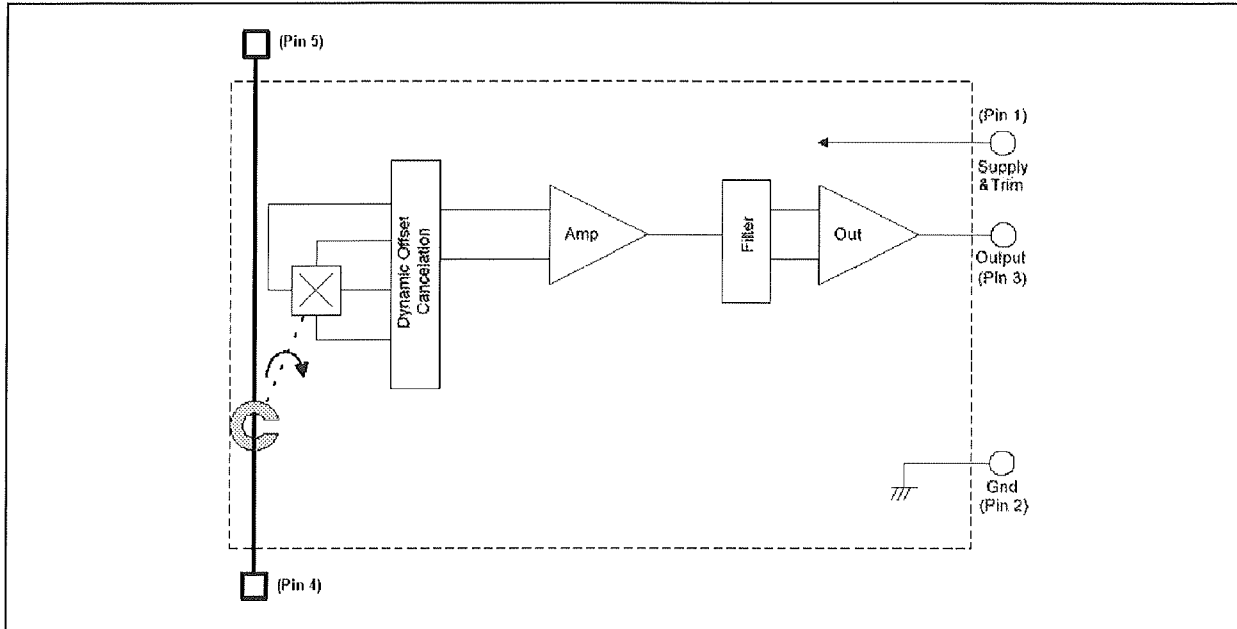 (Pin 5)
(Pin 1)
Supply
& Trim
Dynamic Offset
Cancelation
Amp
Filter
Out
Output
(Pin 3)
Gnd
(Pin 2)
(Pin 4)